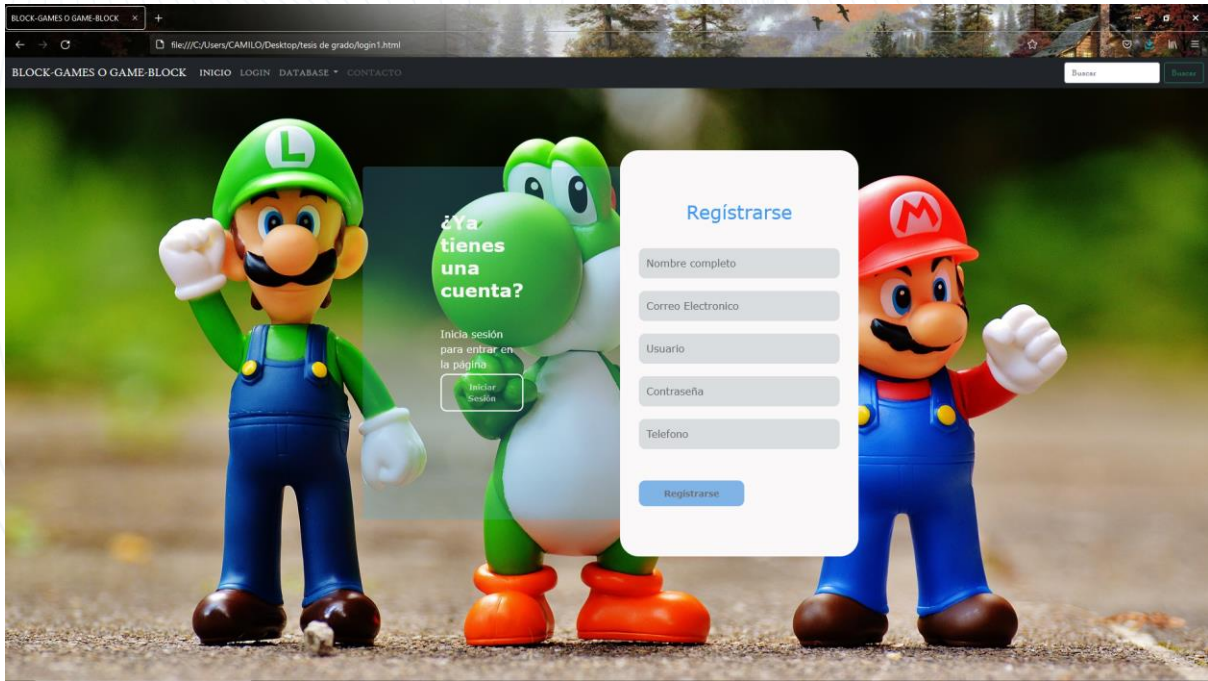 BLOCK-GAMES O GAME-BLOCK
file:///C:/Users/CAMILO/Desktop/tesis de grado/login1.html
BLOCK-GAMES O GAME-BLOCK INICIO LOGIN DATABASE CONTACTO Buscar Buscar
L
M
¿Ya
tienes
una
cuenta?
Inicia sesión
para entrar en
la página
Iniciar
Sesión
Regístrarse
Nombre completo
Correo Electronico
Usuario
Contraseña
Telefono
Regístrarse